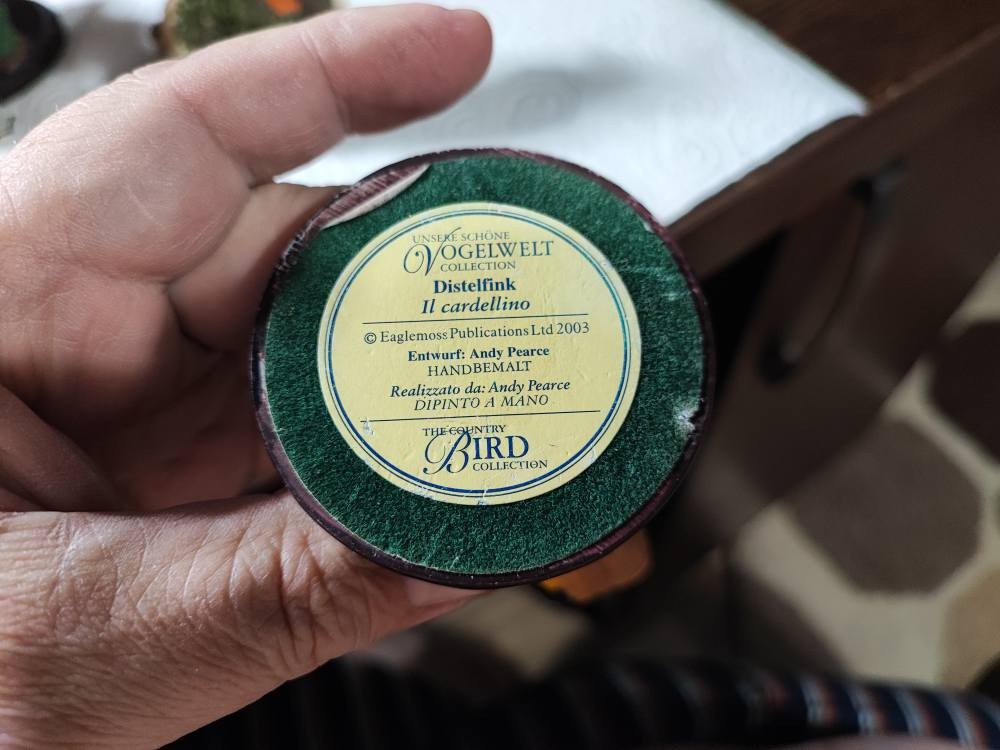 UNSERE SCHÖNE
VOGELWELT
COLLECTION
Distelfink
Il cardellino
© Eaglemoss Publications Ltd 2003
Entwurf: Andy Pearce
HANDBEMALT
Realizzato da: Andy Pearce
DIPINTO A MANO
THE COUNTRY
BIRD
COLLECTION